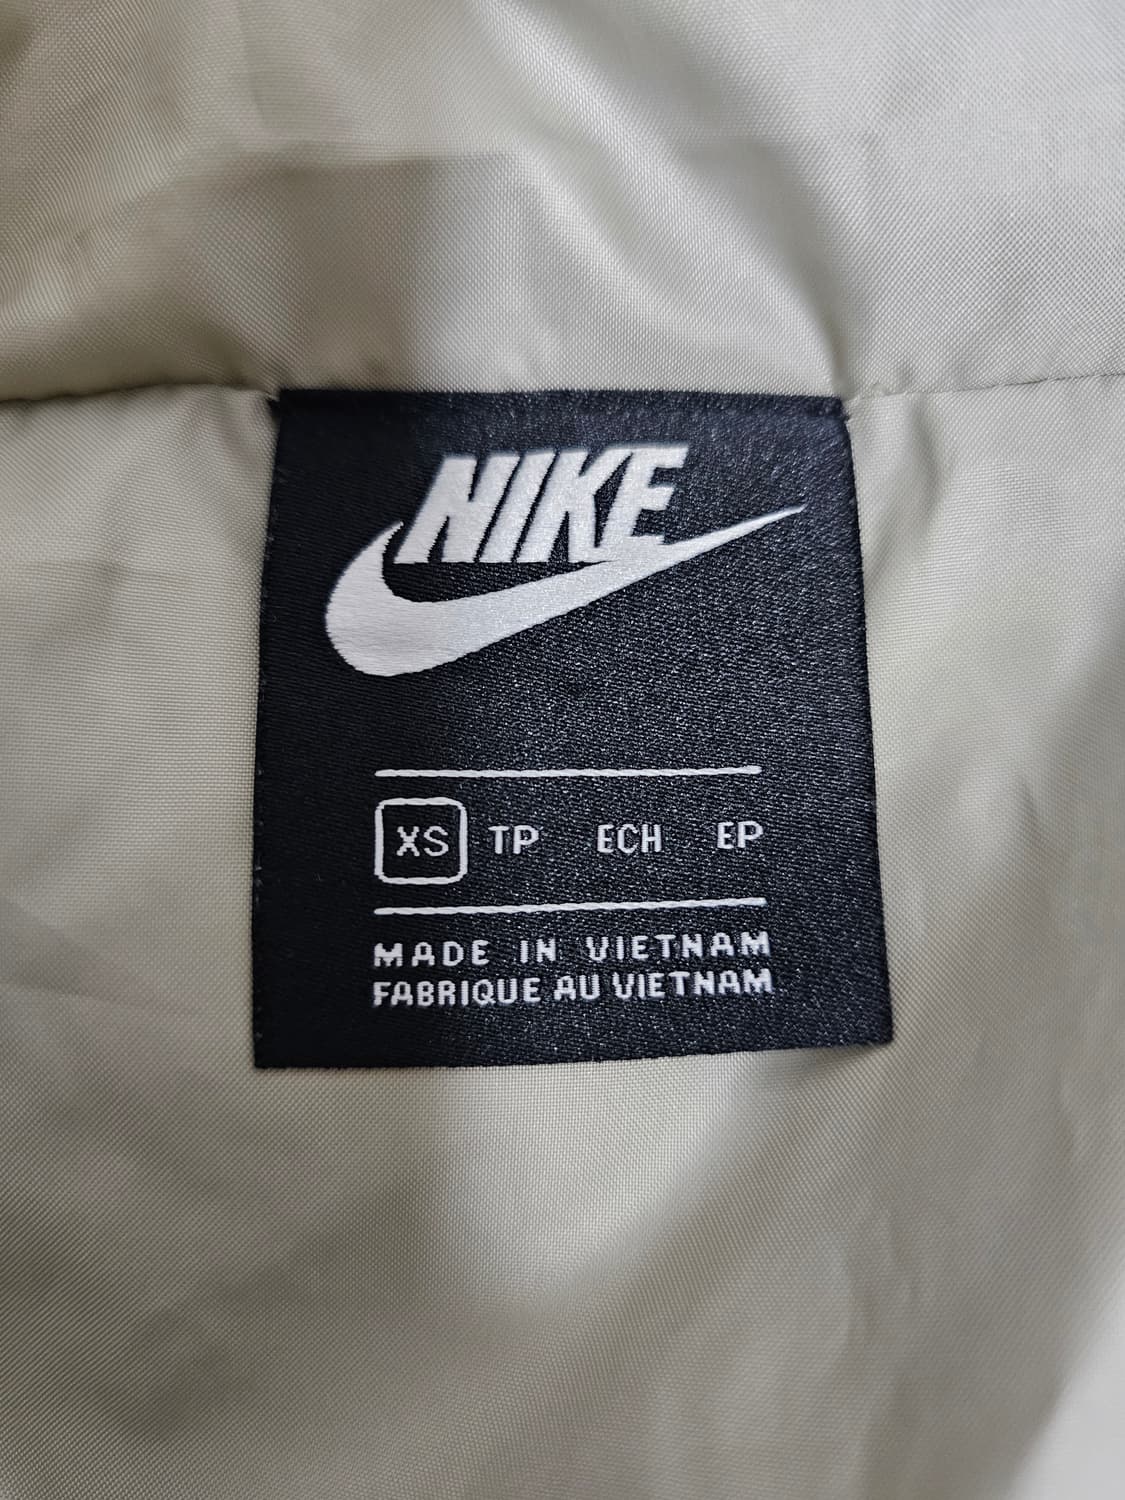 NIKE
XS TP ECH EP
MADE IN VIETNAM
FABRIQUE AU VIETNAM